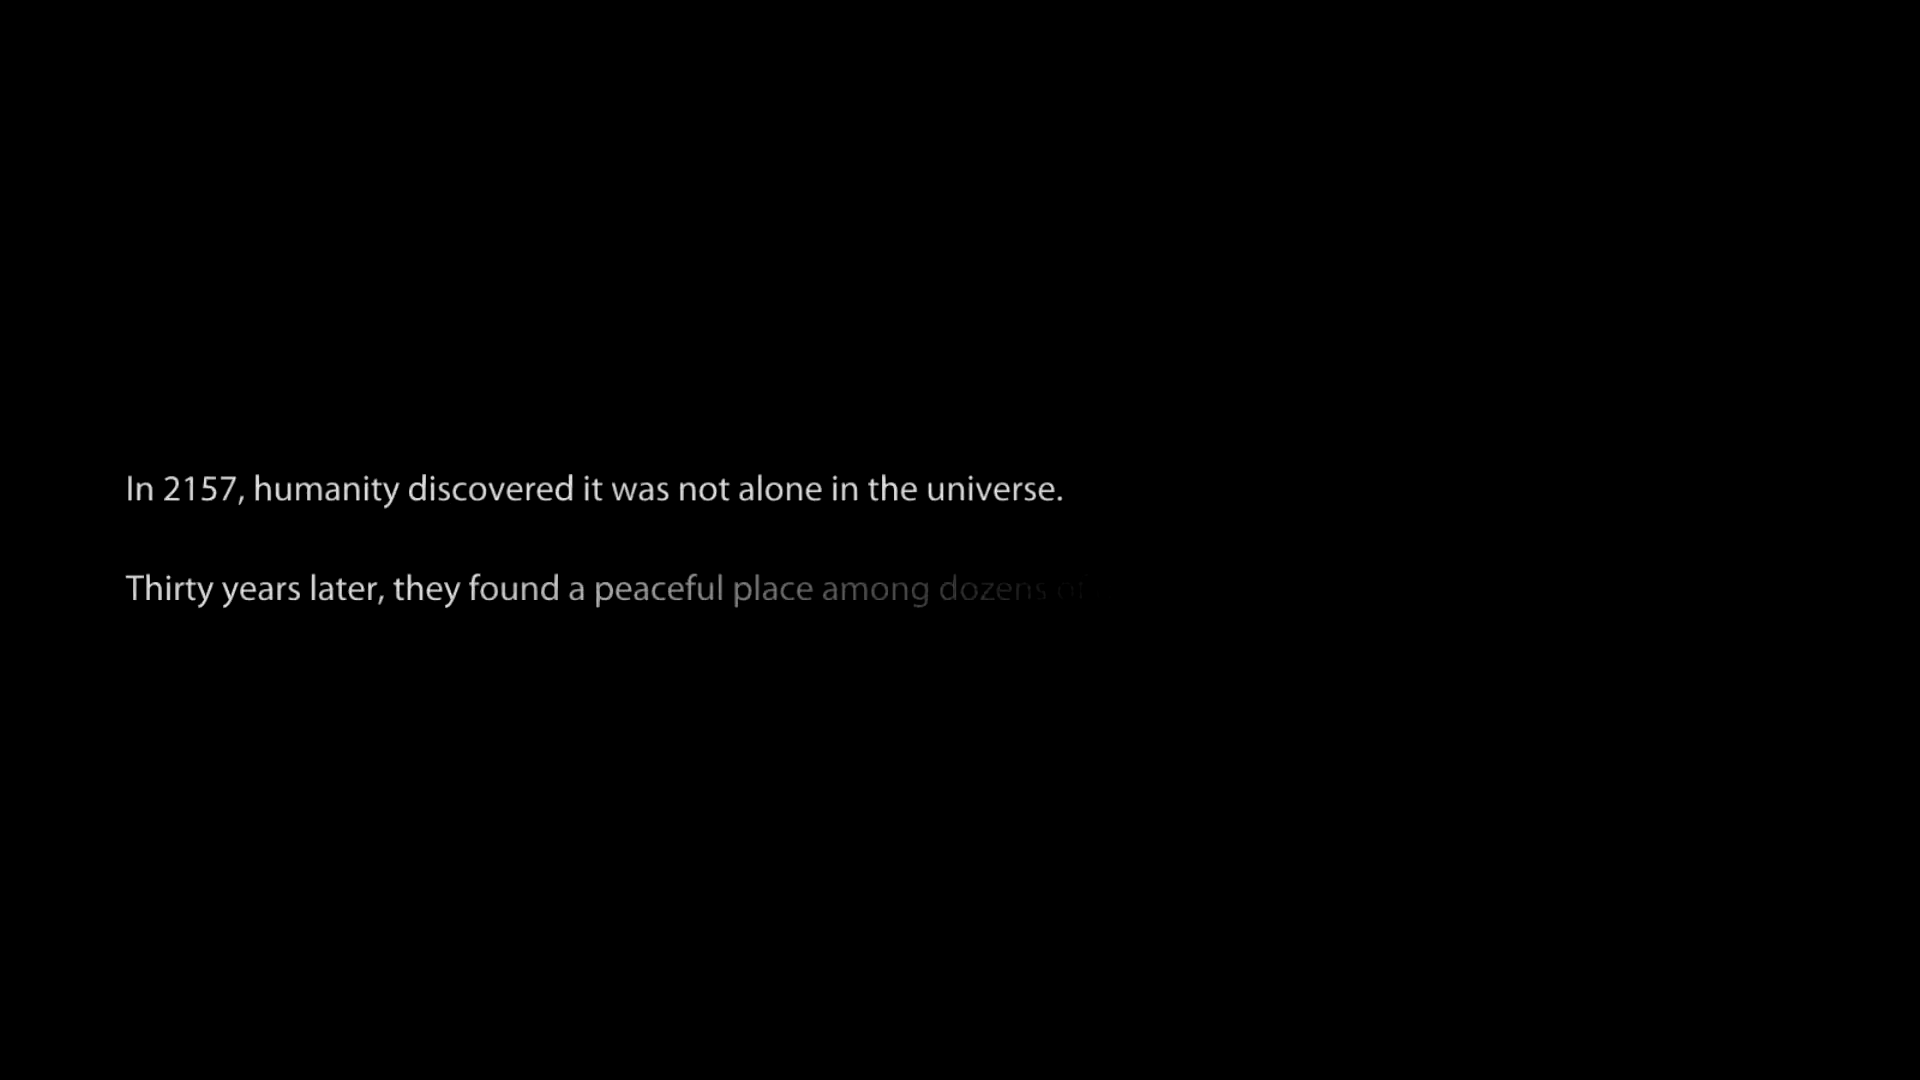 In 2157, humanity discovered it was not alone in the universe.
Thirty years later, they found a peaceful place among dozens of